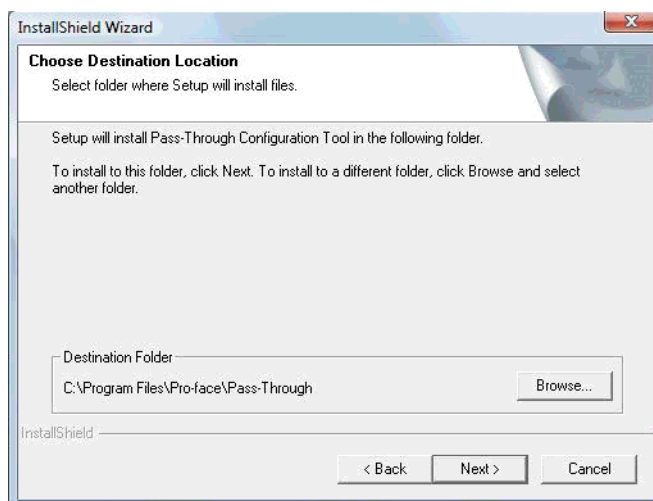 InstallShield Wizard
Choose Destination Location
Select folder where Setup will install files.
Setup will install Pass-Through Configuration Tool in the following folder.
To install to this folder, click Next. To install to a different folder, click Browse and select
another folder.
Destination Folder
C:\Program Files\Pro-face\Pass-Through
Browse...
InstallShield
< Back
Next >
Cancel